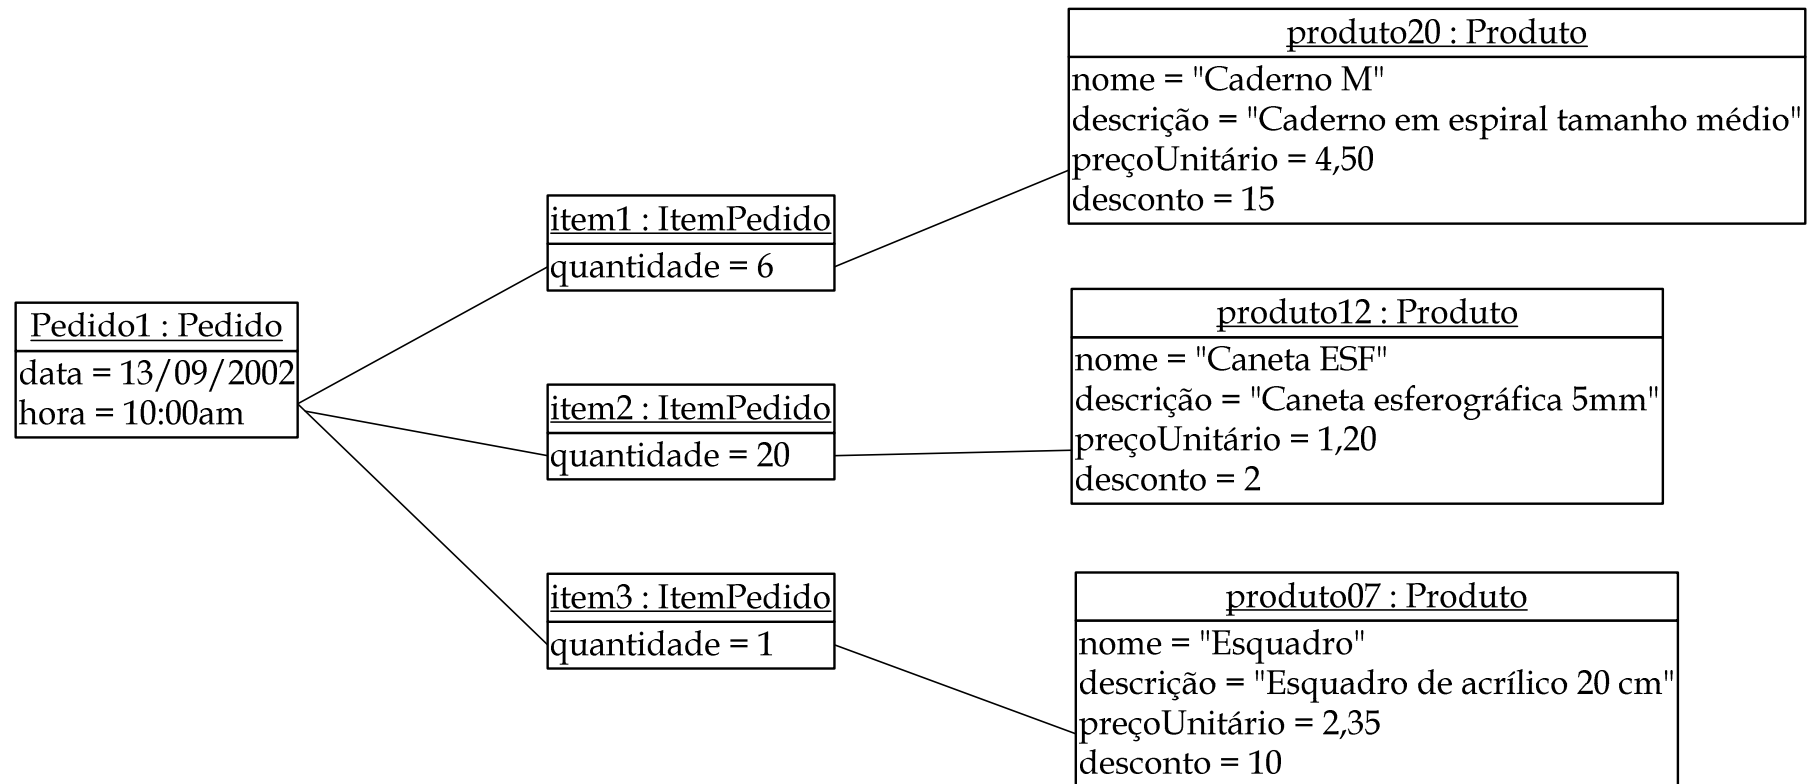 produto20 : Produto
nome = "Caderno M"
descrição = "Caderno em espiral tamanho médio"
preçoUnitário = 4,50
desconto = 15
item1 : ItemPedido
quantidade = 6
Pedido1 : Pedido
data = 13/09/2002
hora = 10:00am
produto12 : Produto
nome = "Caneta ESF"
descrição = "Caneta esferográfica 5mm"
preçoUnitário = 1,20
desconto = 2
item2 : ItemPedido
quantidade = 20
item3 : ItemPedido
quantidade = 1
produto07 : Produto
nome = "Esquadro"
descrição = "Esquadro de acrílico 20 cm"
preçoUnitário = 2,35
desconto = 10